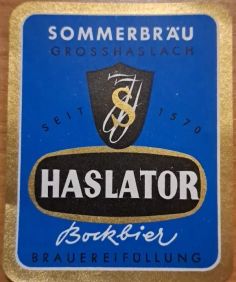 SOMMERBRÄU
GROSSHASLACH
SEIT 1570
HASLATOR
Bockbier
BRAUEREIFÜLLUNG